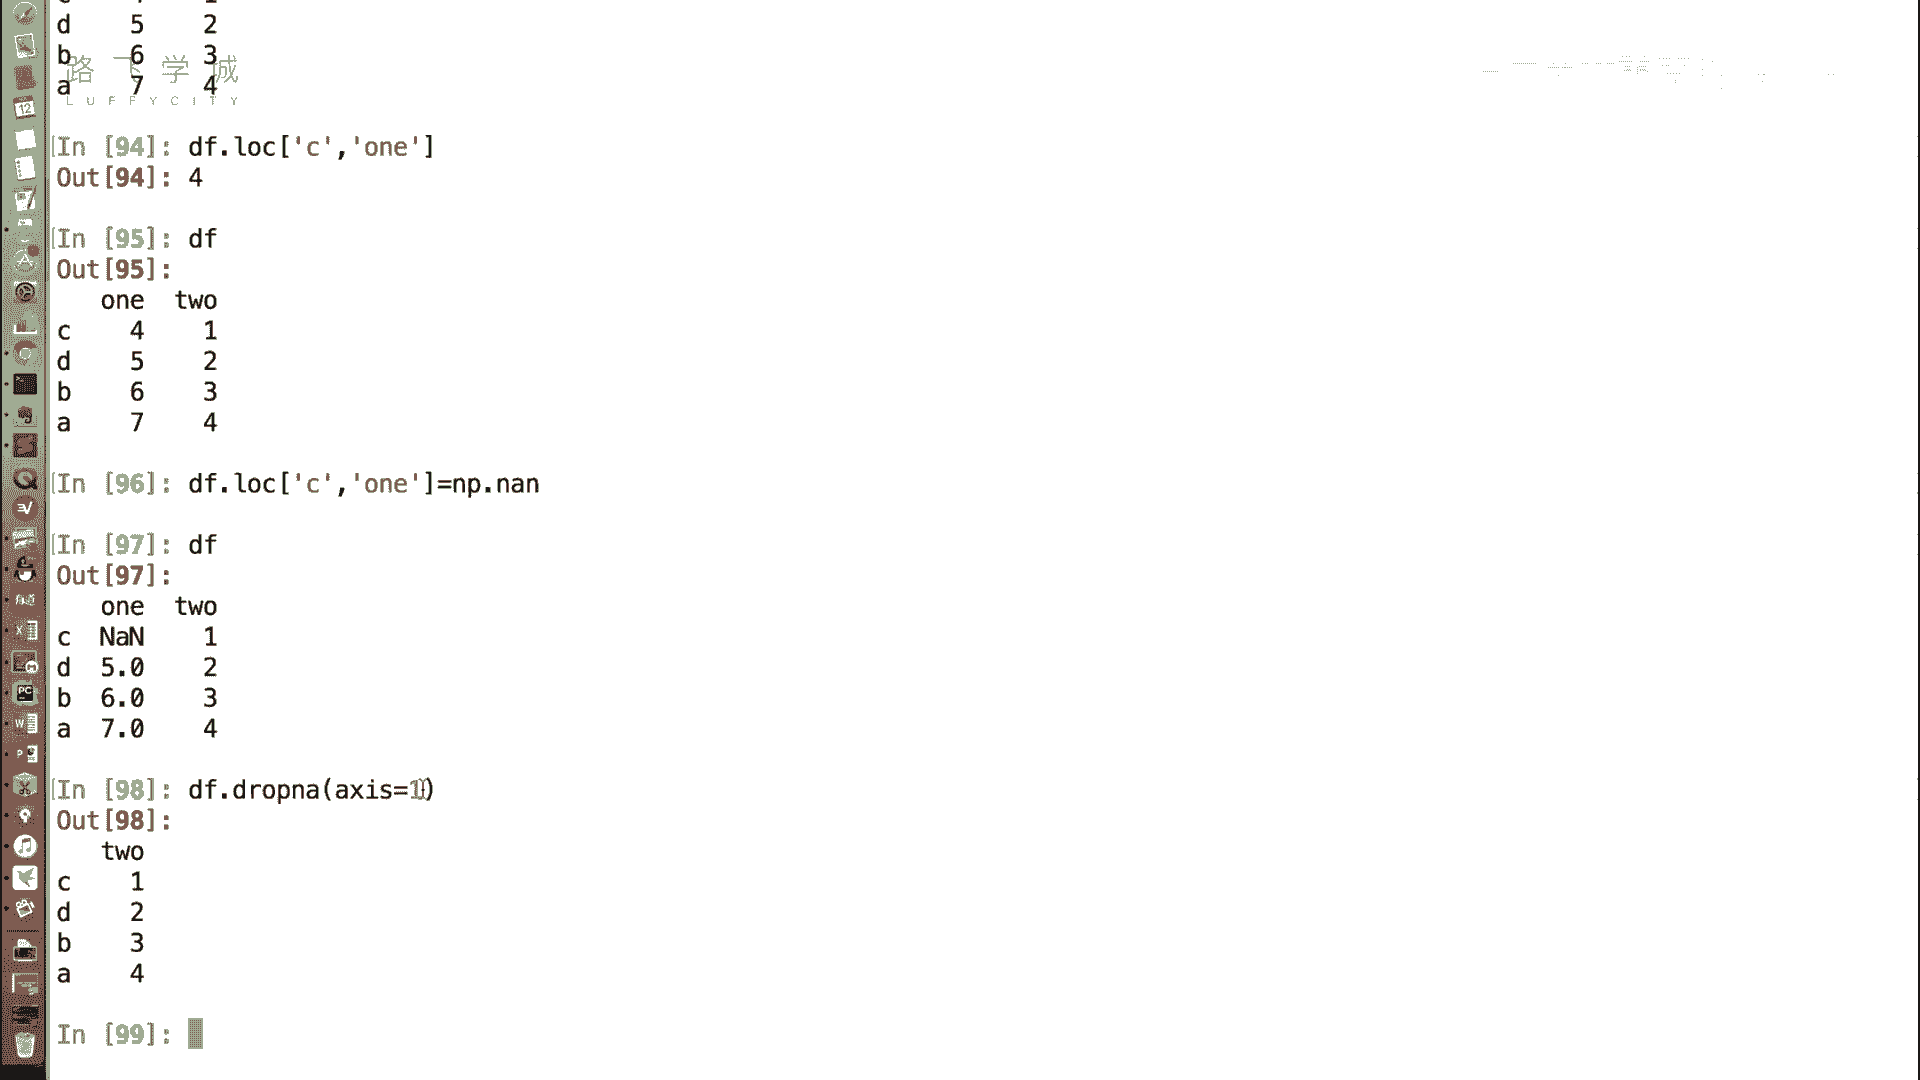 d     5    2
b     6    3
a     7    4
路飞学城
LUFFYCITY
In [94]: df.loc['c','one']
Out[94]: 4
In [95]: df
Out[95]:
   one  two
c    4    1
d    5    2
b    6    3
a    7    4
In [96]: df.loc['c','one']=np.nan
In [97]: df
Out[97]:
   one  two
c  NaN    1
d  5.0    2
b  6.0    3
a  7.0    4
In [98]: df.dropna(axis=1)
Out[98]:
   two
c    1
d    2
b    3
a    4
In [99]: